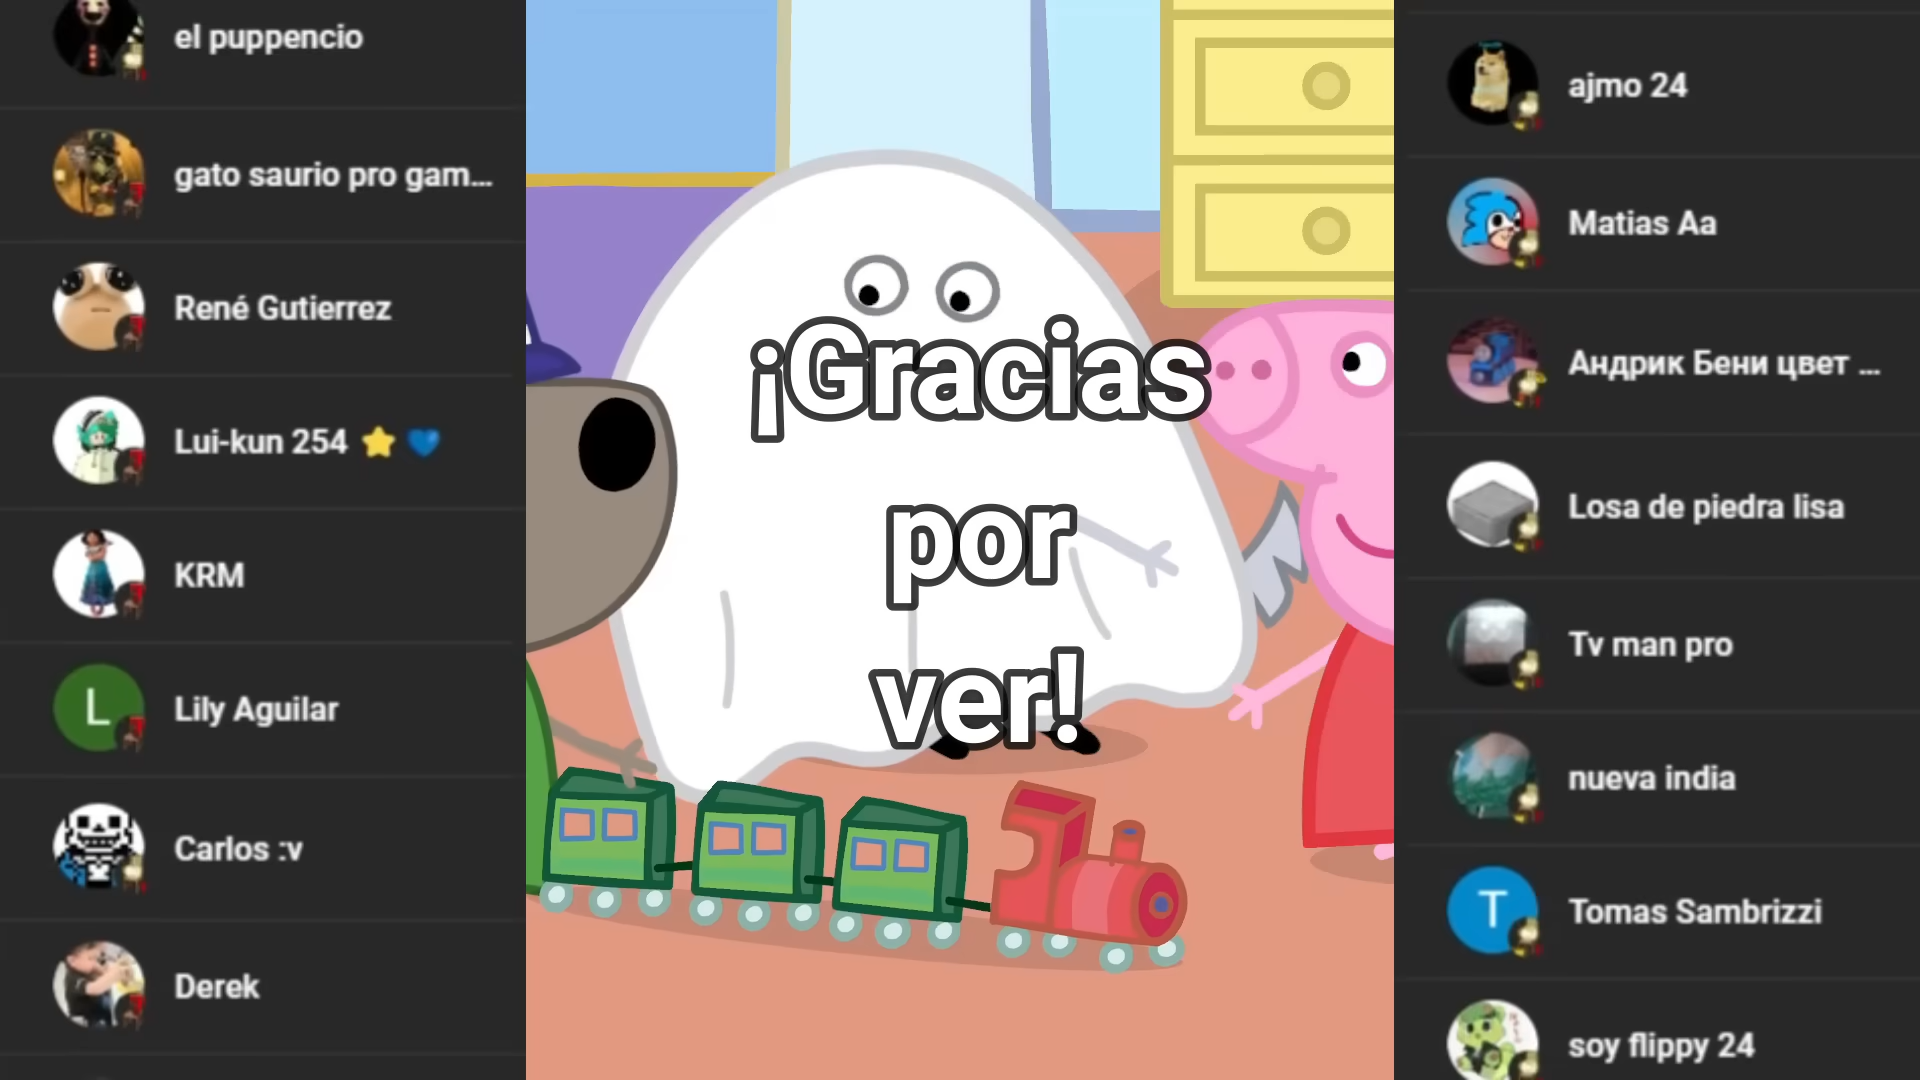 el puppencio
gato saurio pro gam...
René Gutierrez
Lui-kun 254 ⭐ 💙
KRM
L
Lily Aguilar
Carlos :v
Derek
¡Gracias
por
ver!
ajmo 24
Matias Aa
Андрик Бени цвет ...
Losa de piedra lisa
Tv man pro
nueva india
T
Tomas Sambrizzi
soy flippy 24